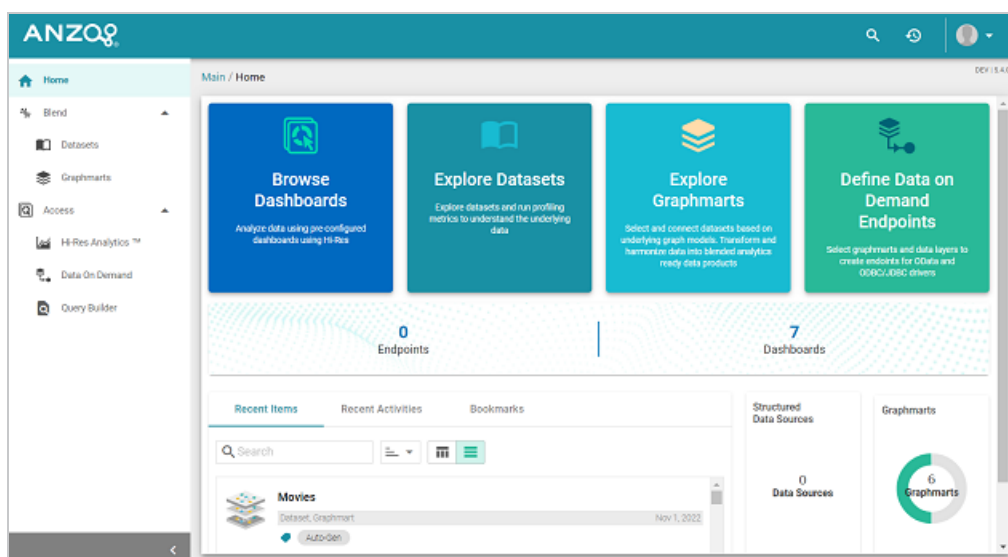 ANZO
Home
Blend
Datasets
Graphmarts
Access
Hi-Res Analytics ™
Data On Demand
Query Builder
Main / Home
Browse
Dashboards
Analyze data using pre-configured
dashboards using Hi-Res
Explore Datasets
Explore datasets and run profiling
metrics to understand the underlying
data
Explore
Graphmarts
Select and connect datasets based on
underlying graph models. Transform and
harmonize data into blended analytics
ready data products
Define Data on
Demand
Endpoints
Select graphmarts and data layers to
create endoints for OData and
ODBC/JDBC drivers
0
Endpoints
7
Dashboards
Recent Items
Recent Activities
Bookmarks
Search
Movies
Dataset, Graphmart
Nov 1, 2022
Auto-Gen
Structured
Data Sources
0
Data Sources
Graphmarts
6
Graphmarts